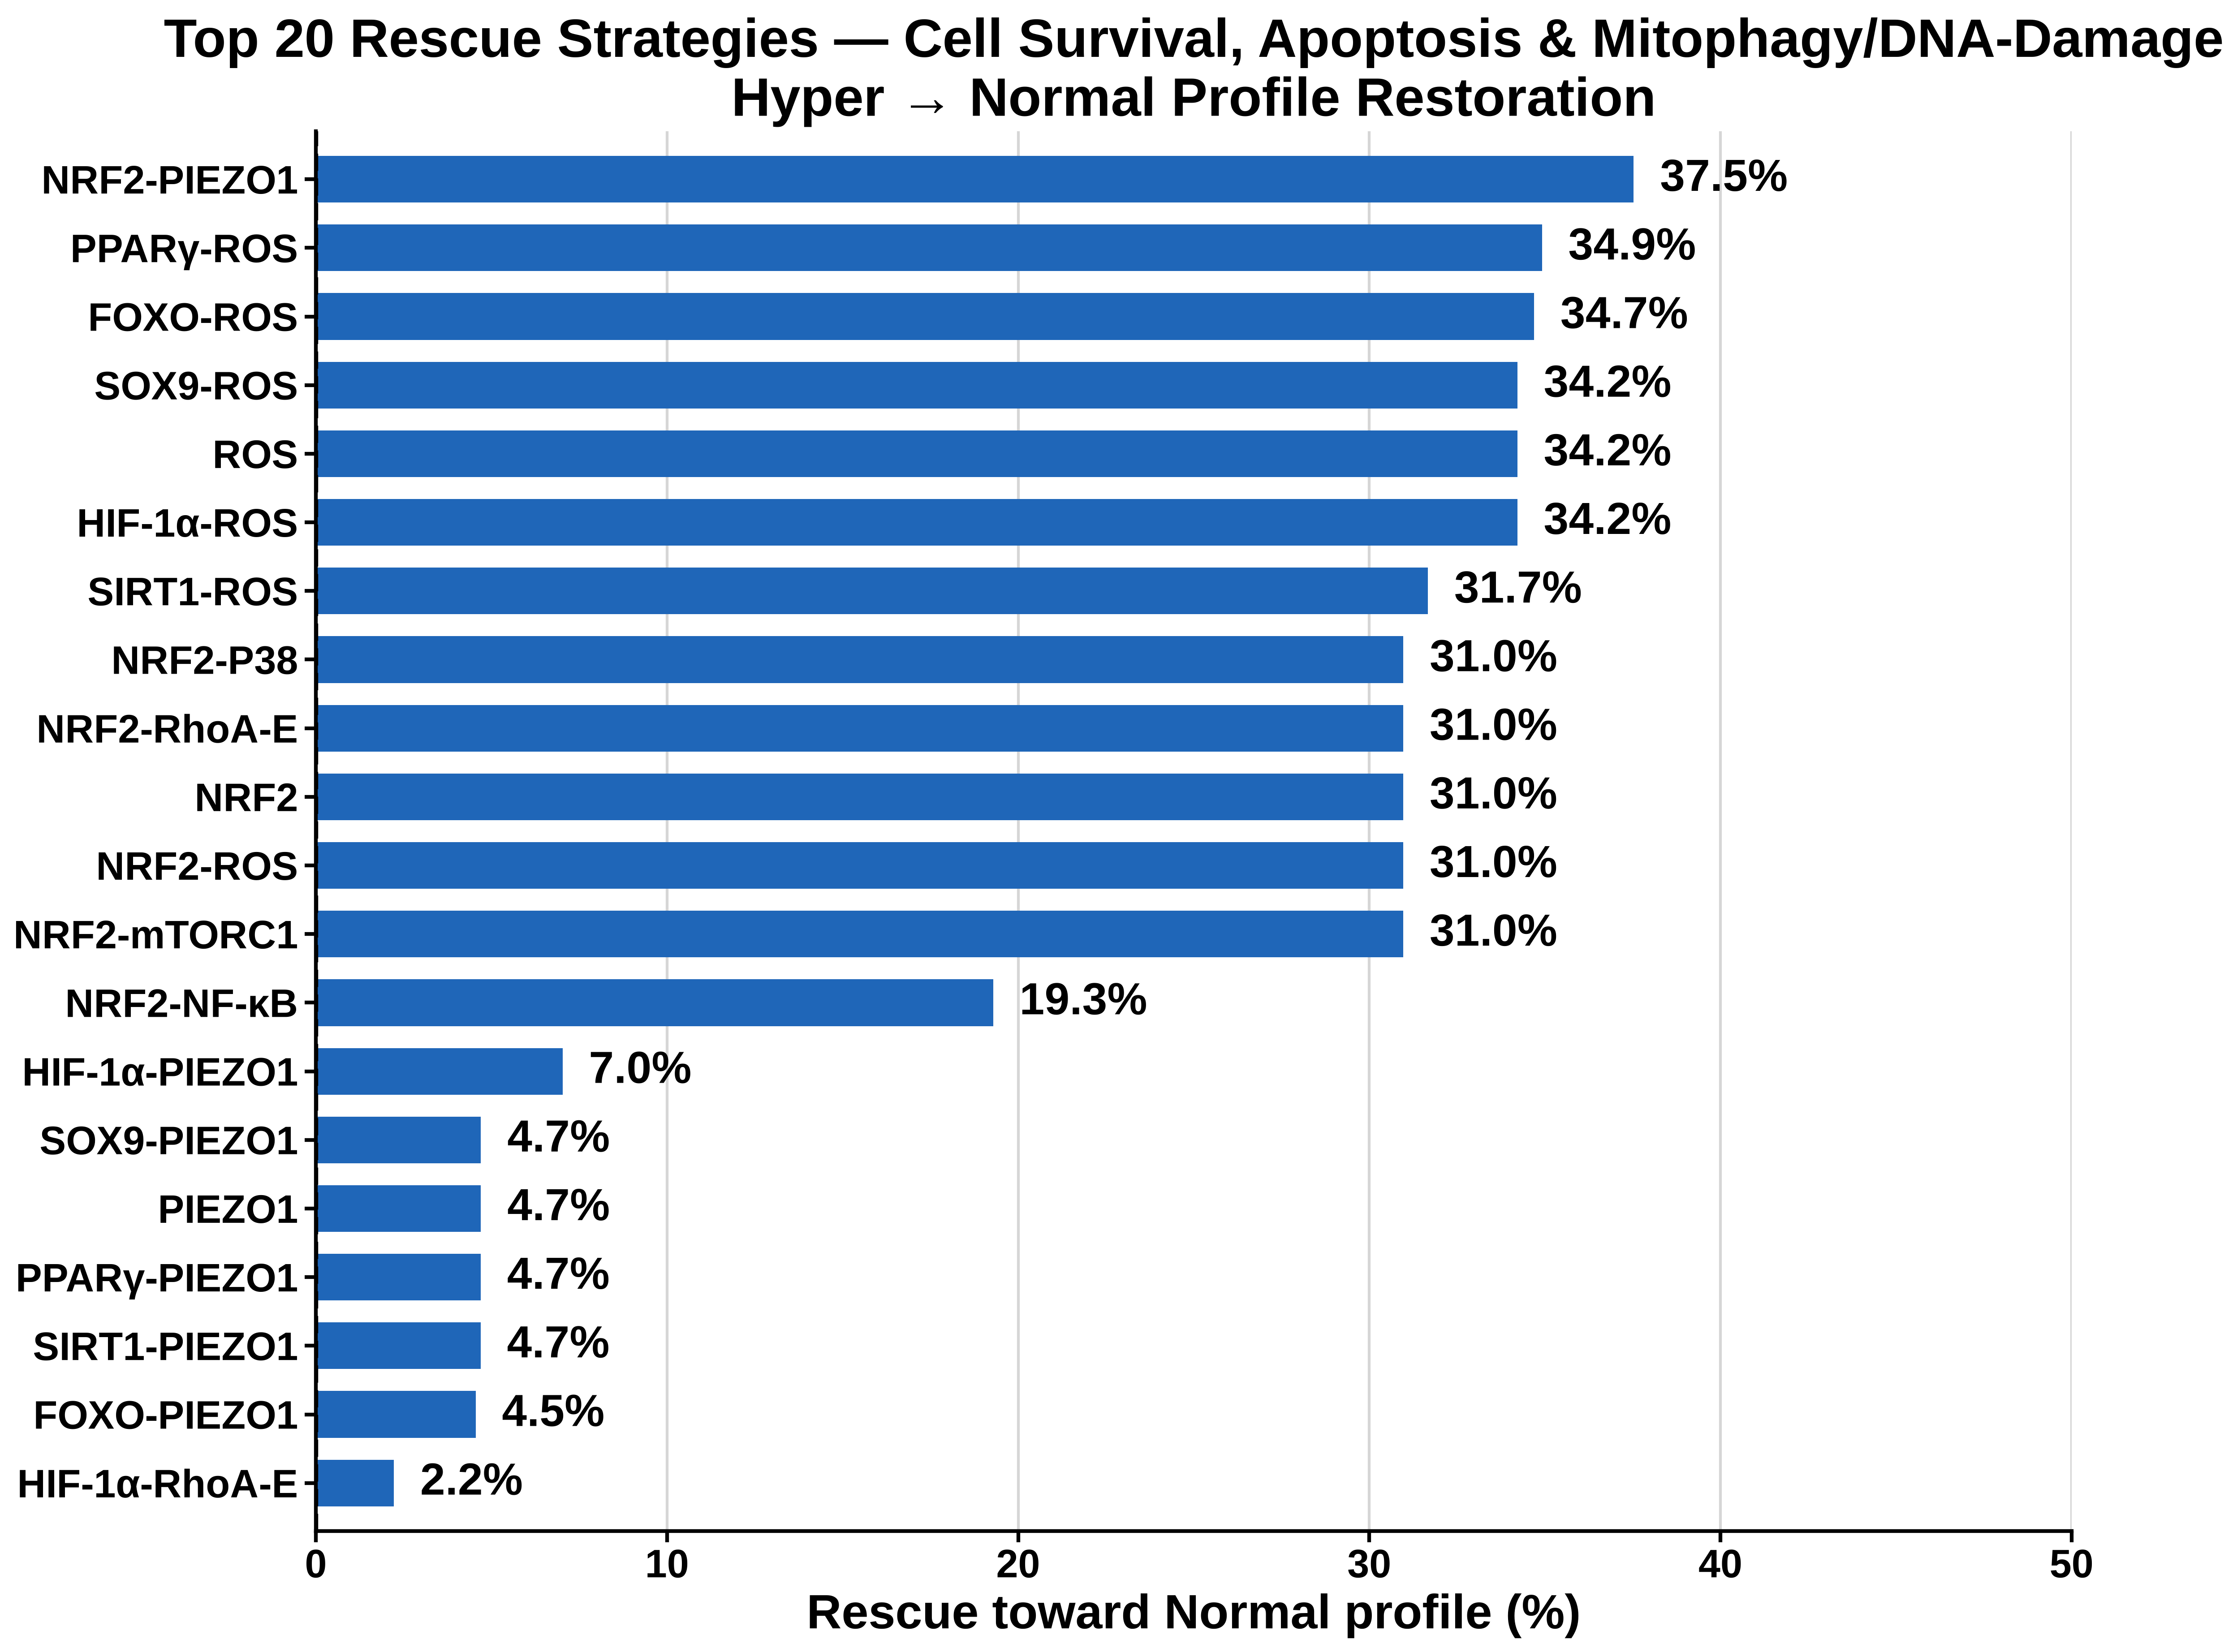 Top 20 Rescue Strategies — Cell Survival, Apoptosis & Mitophagy/DNA-Damage
Hyper → Normal Profile Restoration
NRF2-PIEZO1 37.5%
PPARγ-ROS 34.9%
FOXO-ROS 34.7%
SOX9-ROS 34.2%
ROS 34.2%
HIF-1α-ROS 34.2%
SIRT1-ROS 31.7%
NRF2-P38 31.0%
NRF2-RhoA-E 31.0%
NRF2 31.0%
NRF2-ROS 31.0%
NRF2-mTORC1 31.0%
NRF2-NF-κB 19.3%
HIF-1α-PIEZO1 7.0%
SOX9-PIEZO1 4.7%
PIEZO1 4.7%
PPARγ-PIEZO1 4.7%
SIRT1-PIEZO1 4.7%
FOXO-PIEZO1 4.5%
HIF-1α-RhoA-E 2.2%
0 10 20 30 40 50
Rescue toward Normal profile (%)